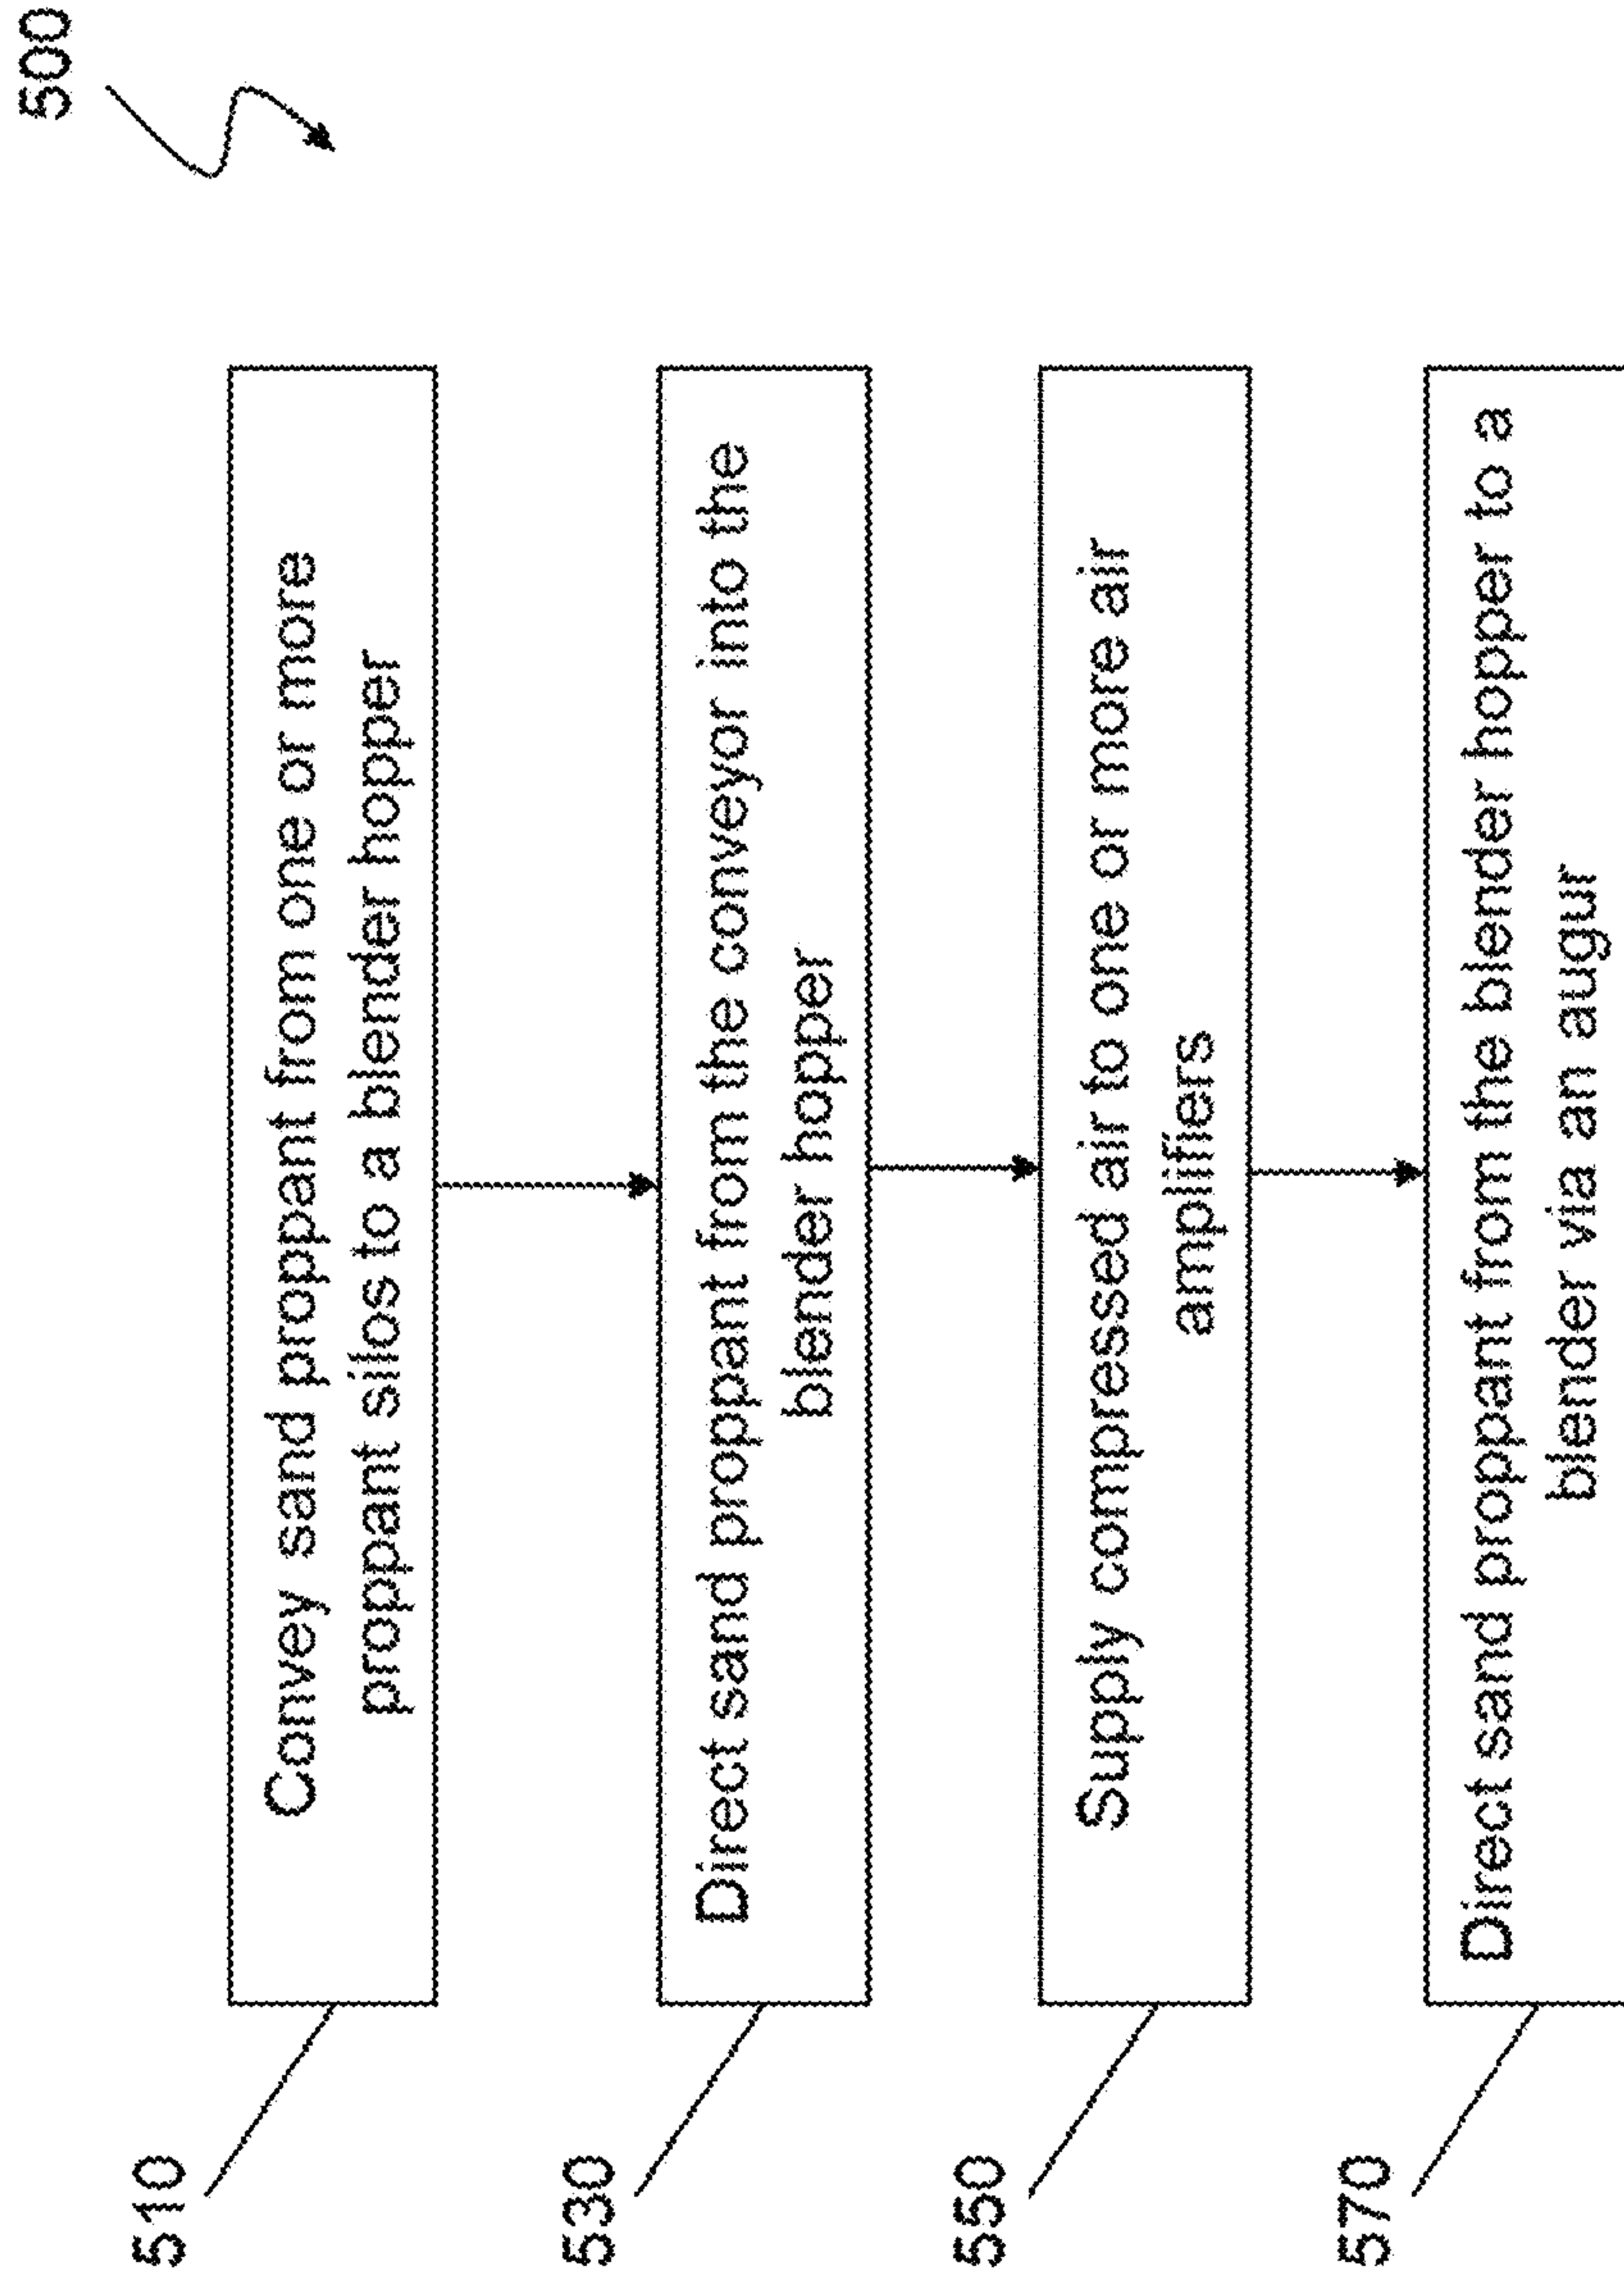 500
510
Convey sand proppant from one or more
proppant silos to a blender hopper
530
Direct sand proppant from the conveyor into the
blender hopper
550
Supply compressed air to one or more air
amplifiers
570
Direct sand proppant from the blender hopper to a
blender via an augur